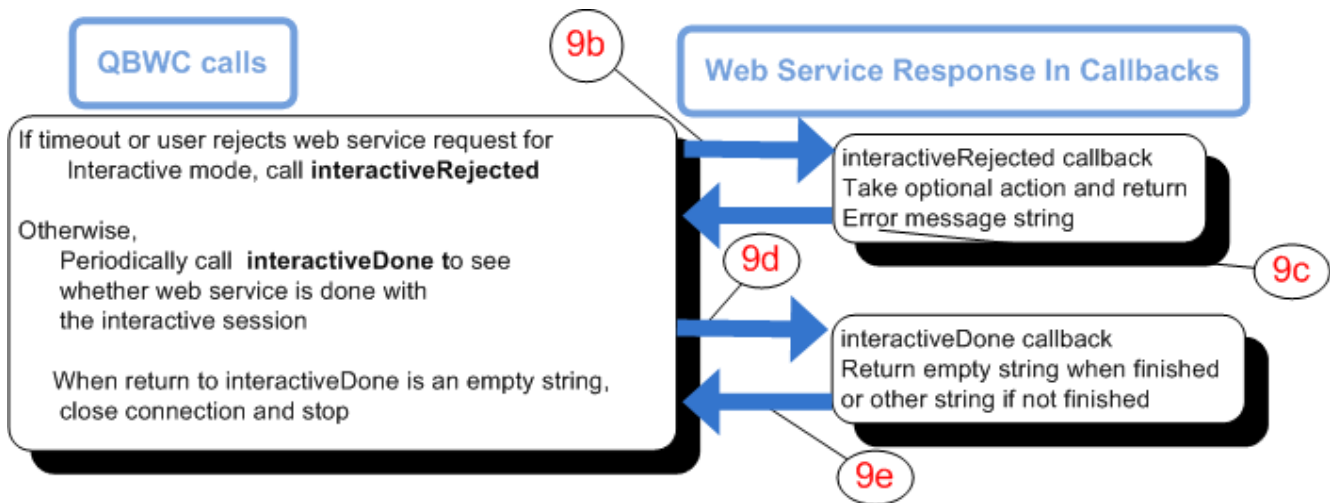 QBWC calls
9b
Web Service Response In Callbacks
If timeout or user rejects web service request for
Interactive mode, call interactiveRejected
Otherwise,
Periodically call interactiveDone to see
whether web service is done with
the interactive session
When return to interactiveDone is an empty string,
close connection and stop
interactiveRejected callback
Take optional action and return
Error message string
9c
9d
interactiveDone callback
Return empty string when finished
or other string if not finished
9e